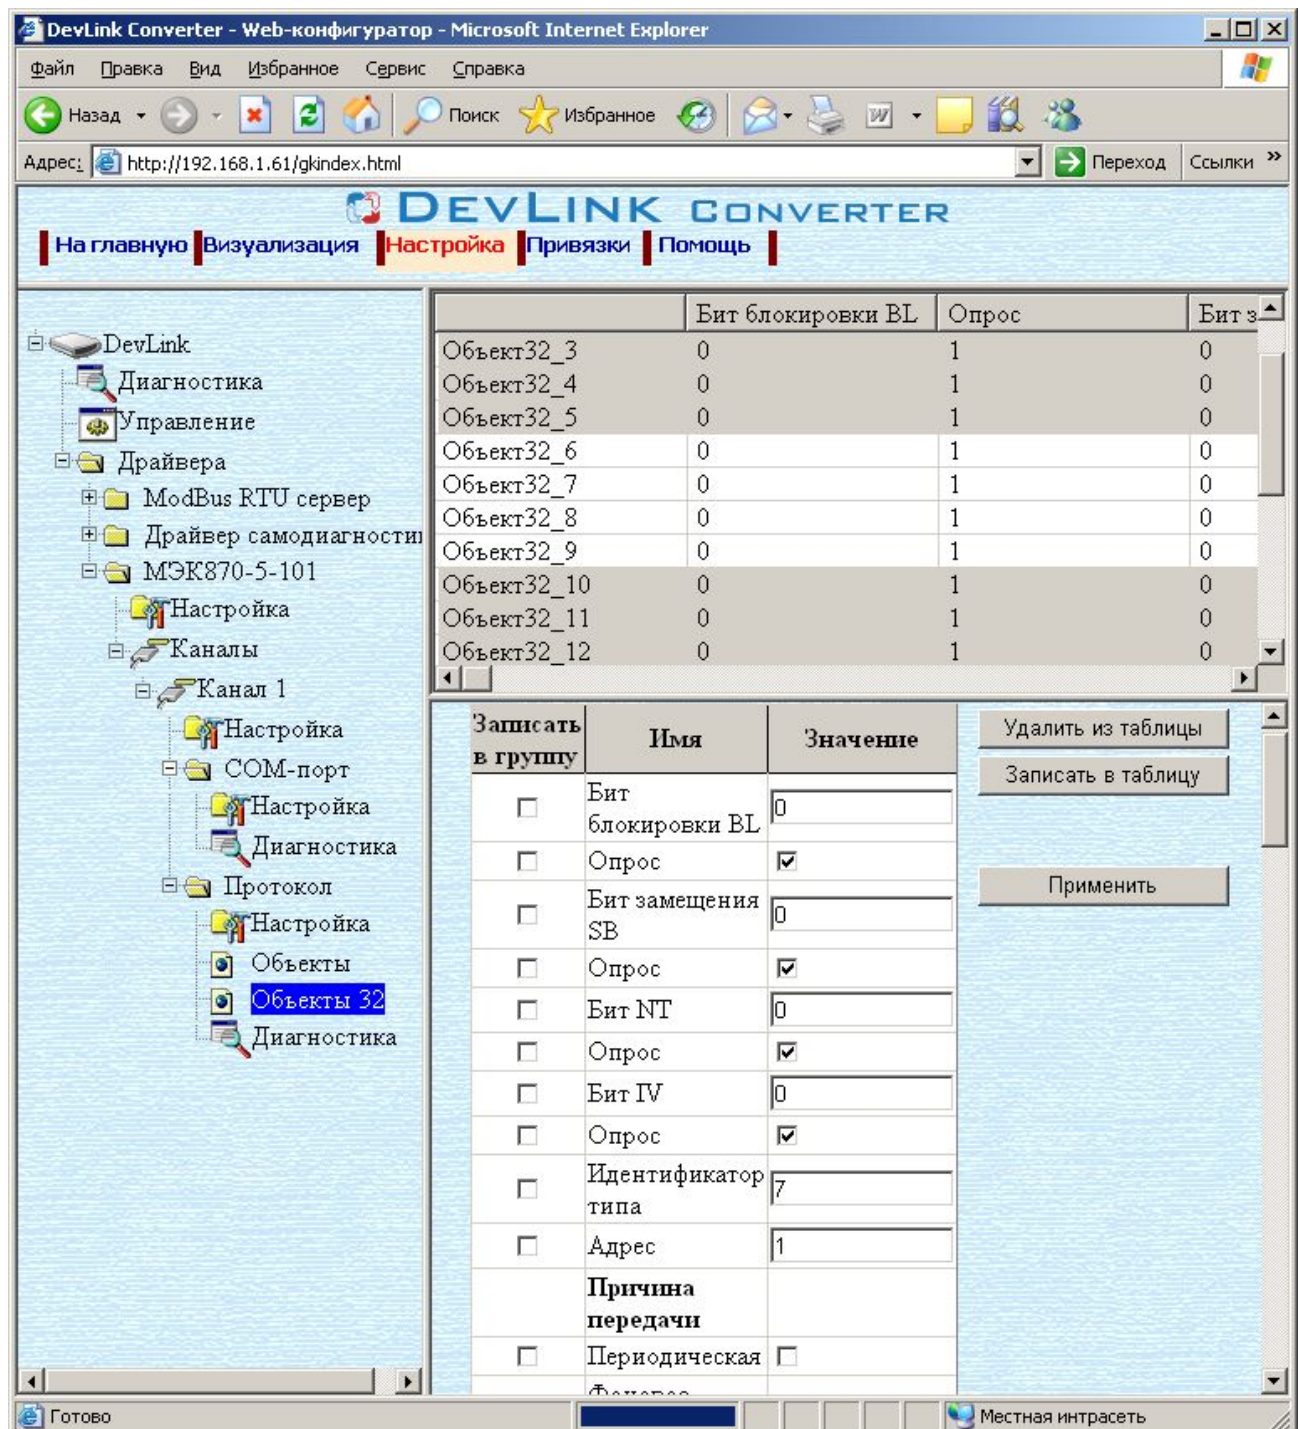 DevLink Converter - Web-конфигуратор - Microsoft Internet Explorer
Файл Правка Вид Избранное Сервис Справка
Назад Поиск Избранное
Адрес: http://192.168.1.61/gkindex.html Переход Ссылки »
DEVLINK CONVERTER
На главную Визуализация Настройка Привязки Помощь
DevLink
Диагностика
Управление
Драйвера
ModBus RTU сервер
Драйвер самодиагности
МЭК870-5-101
Настройка
Каналы
Канал 1
Настройка
COM-порт
Настройка
Диагностика
Протокол
Настройка
Объекты
Объекты 32
Диагностика
Бит блокировки BL Опрос Бит з
Объект32_3 0 1 0
Объект32_4 0 1 0
Объект32_5 0 1 0
Объект32_6 0 1 0
Объект32_7 0 1 0
Объект32_8 0 1 0
Объект32_9 0 1 0
Объект32_10 0 1 0
Объект32_11 0 1 0
Объект32_12 0 1 0
Записать
в группу
Имя
Значение
Бит
блокировки BL
0
Опрос
Бит замещения
SB
0
Опрос
Бит NT 0
Опрос
Бит IV 0
Опрос
Идентификатор
типа
7
Адрес 1
Причина
передачи
Периодическая
Удалить из таблицы
Записать в таблицу
Применить
Готово Местная интрасеть